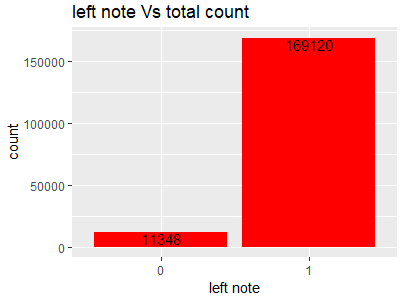 left note Vs total count
count
150000
100000
50000
0
169120
11348
0 1
left note